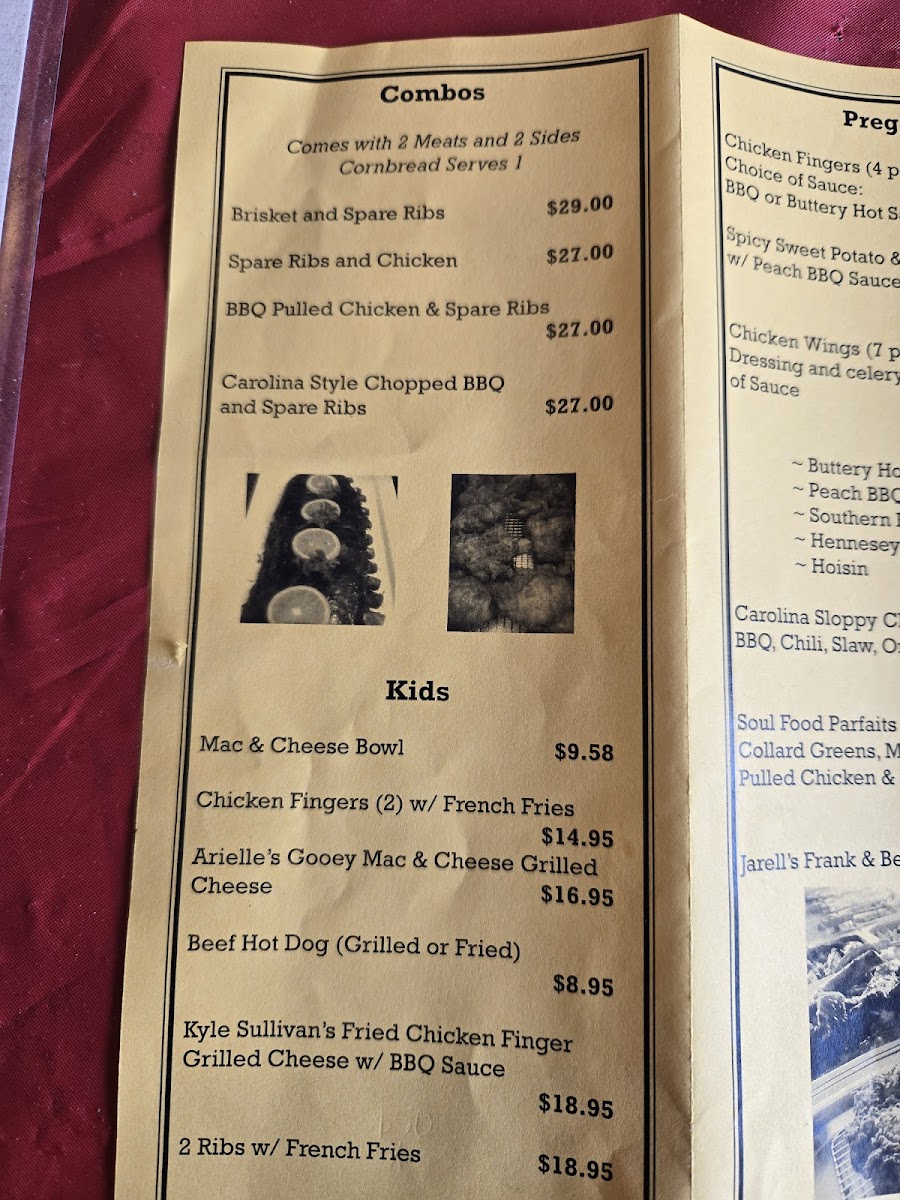 Combos
Comes with 2 Meats and 2 Sides
Cornbread Serves 1
Brisket and Spare Ribs $29.00
Spare Ribs and Chicken $27.00
BBQ Pulled Chicken & Spare Ribs
$27.00
Carolina Style Chopped BBQ
and Spare Ribs $27.00
Kids
Mac & Cheese Bowl $9.58
Chicken Fingers (2) w/ French Fries
$14.95
Arielle's Gooey Mac & Cheese Grilled
Cheese $16.95
Beef Hot Dog (Grilled or Fried)
$8.95
Kyle Sullivan's Fried Chicken Finger
Grilled Cheese w/ BBQ Sauce
$18.95
2 Ribs w/ French Fries $18.95
Chicken Fingers (4
Choice of Sauce:
BBQ or Buttery Hot
Spicy Sweet Potato &
w/ Peach BBQ Sauce
Chicken Wings (7
Dressing and celery
of Sauce
~ Buttery
~ Peach BBQ
~ Southern
~ Hennesey
~ Hoisin
Carolina Sloppy
BBQ, Chili, Slaw,
Soul Food Parfaits
Collard Greens,
Pulled Chicken &
Jarell's Frank &